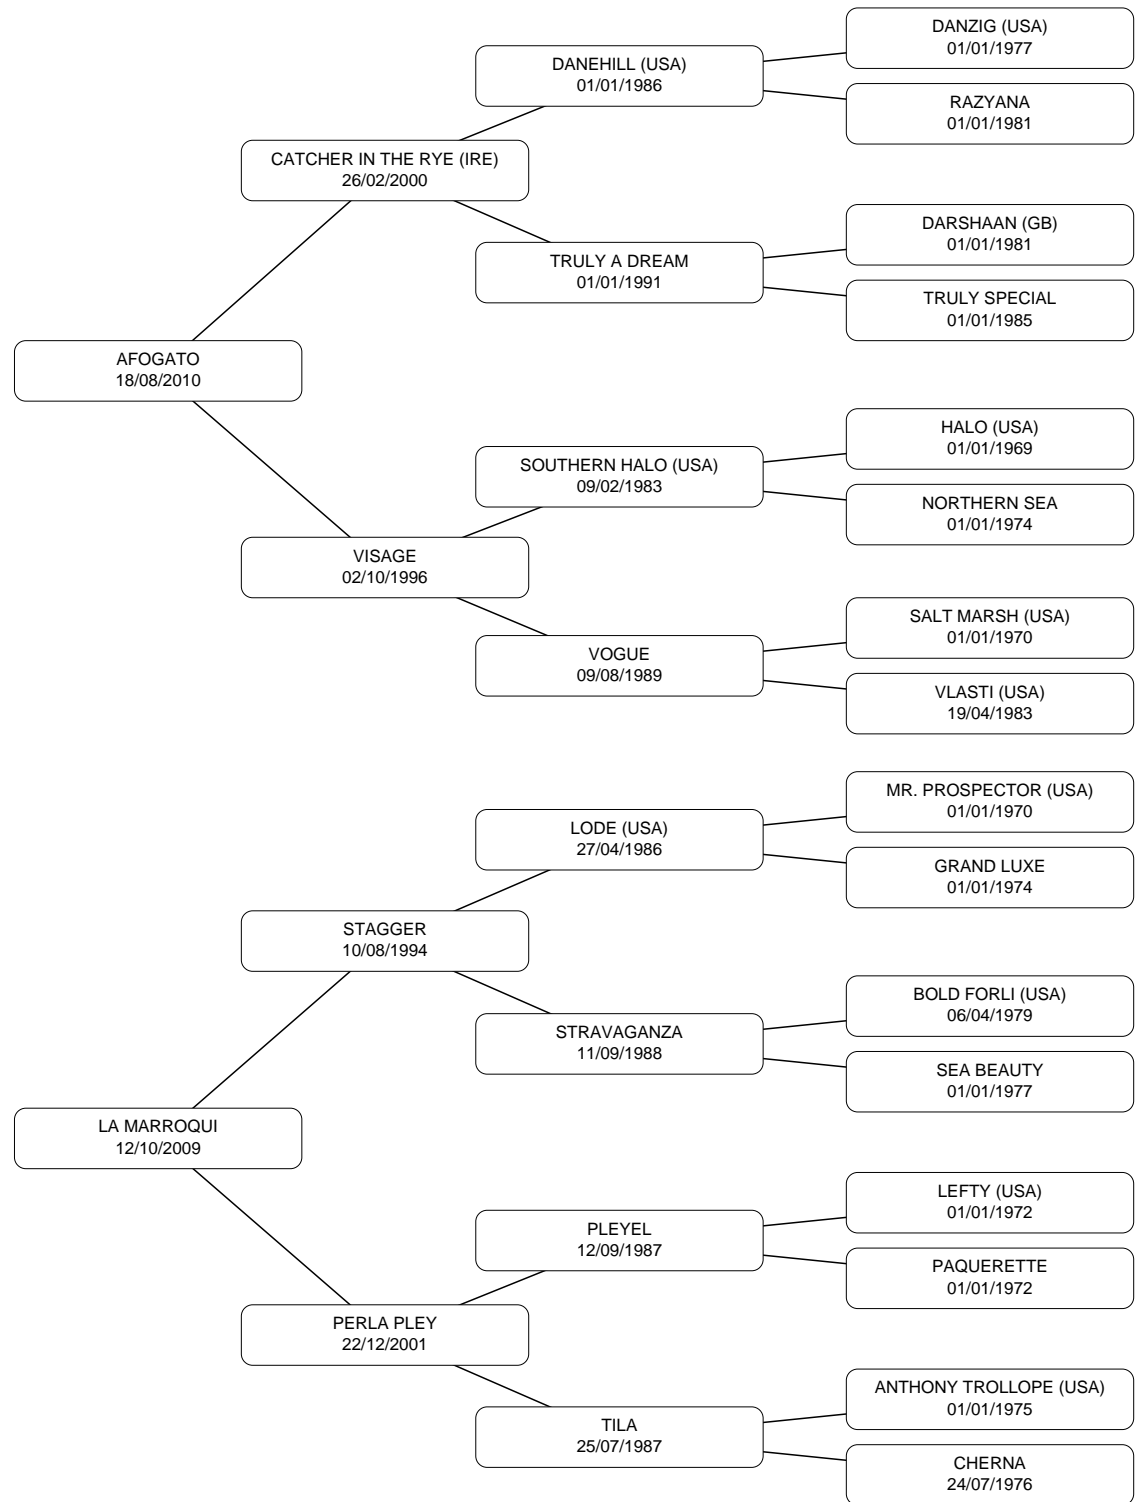 DANZIG (USA)
01/01/1977
DANEHILL (USA)
01/01/1986
RAZYANA
01/01/1981
CATCHER IN THE RYE (IRE)
26/02/2000
DARSHAAN (GB)
01/01/1981
TRULY A DREAM
01/01/1991
TRULY SPECIAL
01/01/1985
AFOGATO
18/08/2010
HALO (USA)
01/01/1969
SOUTHERN HALO (USA)
09/02/1983
NORTHERN SEA
01/01/1974
VISAGE
02/10/1996
SALT MARSH (USA)
01/01/1970
VOGUE
09/08/1989
VLASTI (USA)
19/04/1983
MR. PROSPECTOR (USA)
01/01/1970
LODE (USA)
27/04/1986
GRAND LUXE
01/01/1974
STAGGER
10/08/1994
BOLD FORLI (USA)
06/04/1979
STRAVAGANZA
11/09/1988
SEA BEAUTY
01/01/1977
LA MARROQUI
12/10/2009
LEFTY (USA)
01/01/1972
PLEYEL
12/09/1987
PAQUERETTE
01/01/1972
PERLA PLEY
22/12/2001
ANTHONY TROLLOPE (USA)
01/01/1975
TILA
25/07/1987
CHERNA
24/07/1976